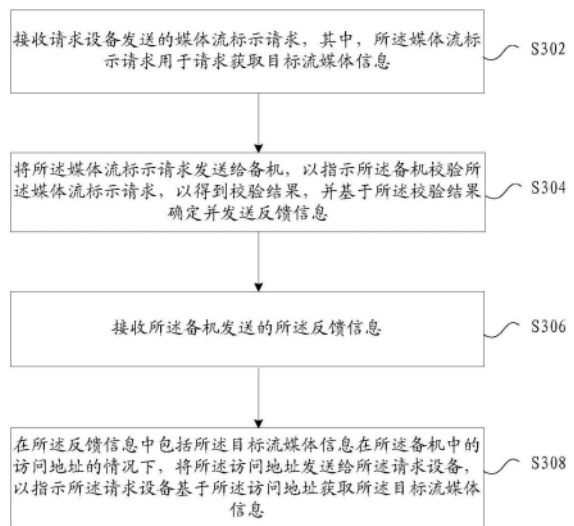 接收请求设备发送的媒体流标示请求，其中，所述媒体流标
示请求用于请求获取目标流媒体信息
S302
将所述媒体流标示请求发送给备机，以指示所述备机校验所
述媒体流标示请求，以得到校验结果，并基于所述校验结果
确定并发送反馈信息
S304
接收所述备机发送的所述反馈信息
S306
在所述反馈信息中包括所述目标流媒体信息在所述备机中的
访问地址的情况下，将所述访问地址发送给所述请求设备，
以指示所述请求设备基于所述访问地址获取所述目标流媒体
信息
S308